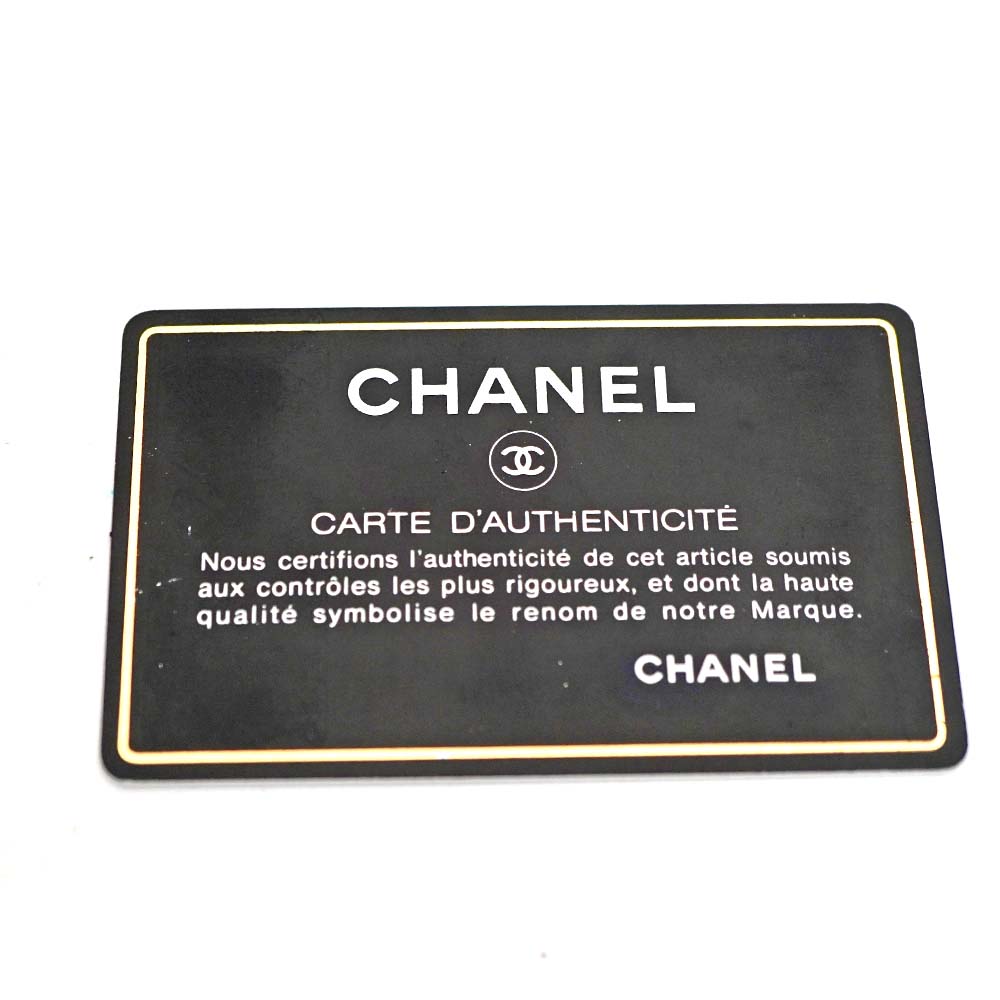 CHANEL
CARTE D'AUTHENTICITÉ
Nous certifions l'authenticité de cet article soumis
aux contrôles les plus rigoureux, et dont la haute
qualité symbolise le renom de notre Marque.
CHANEL